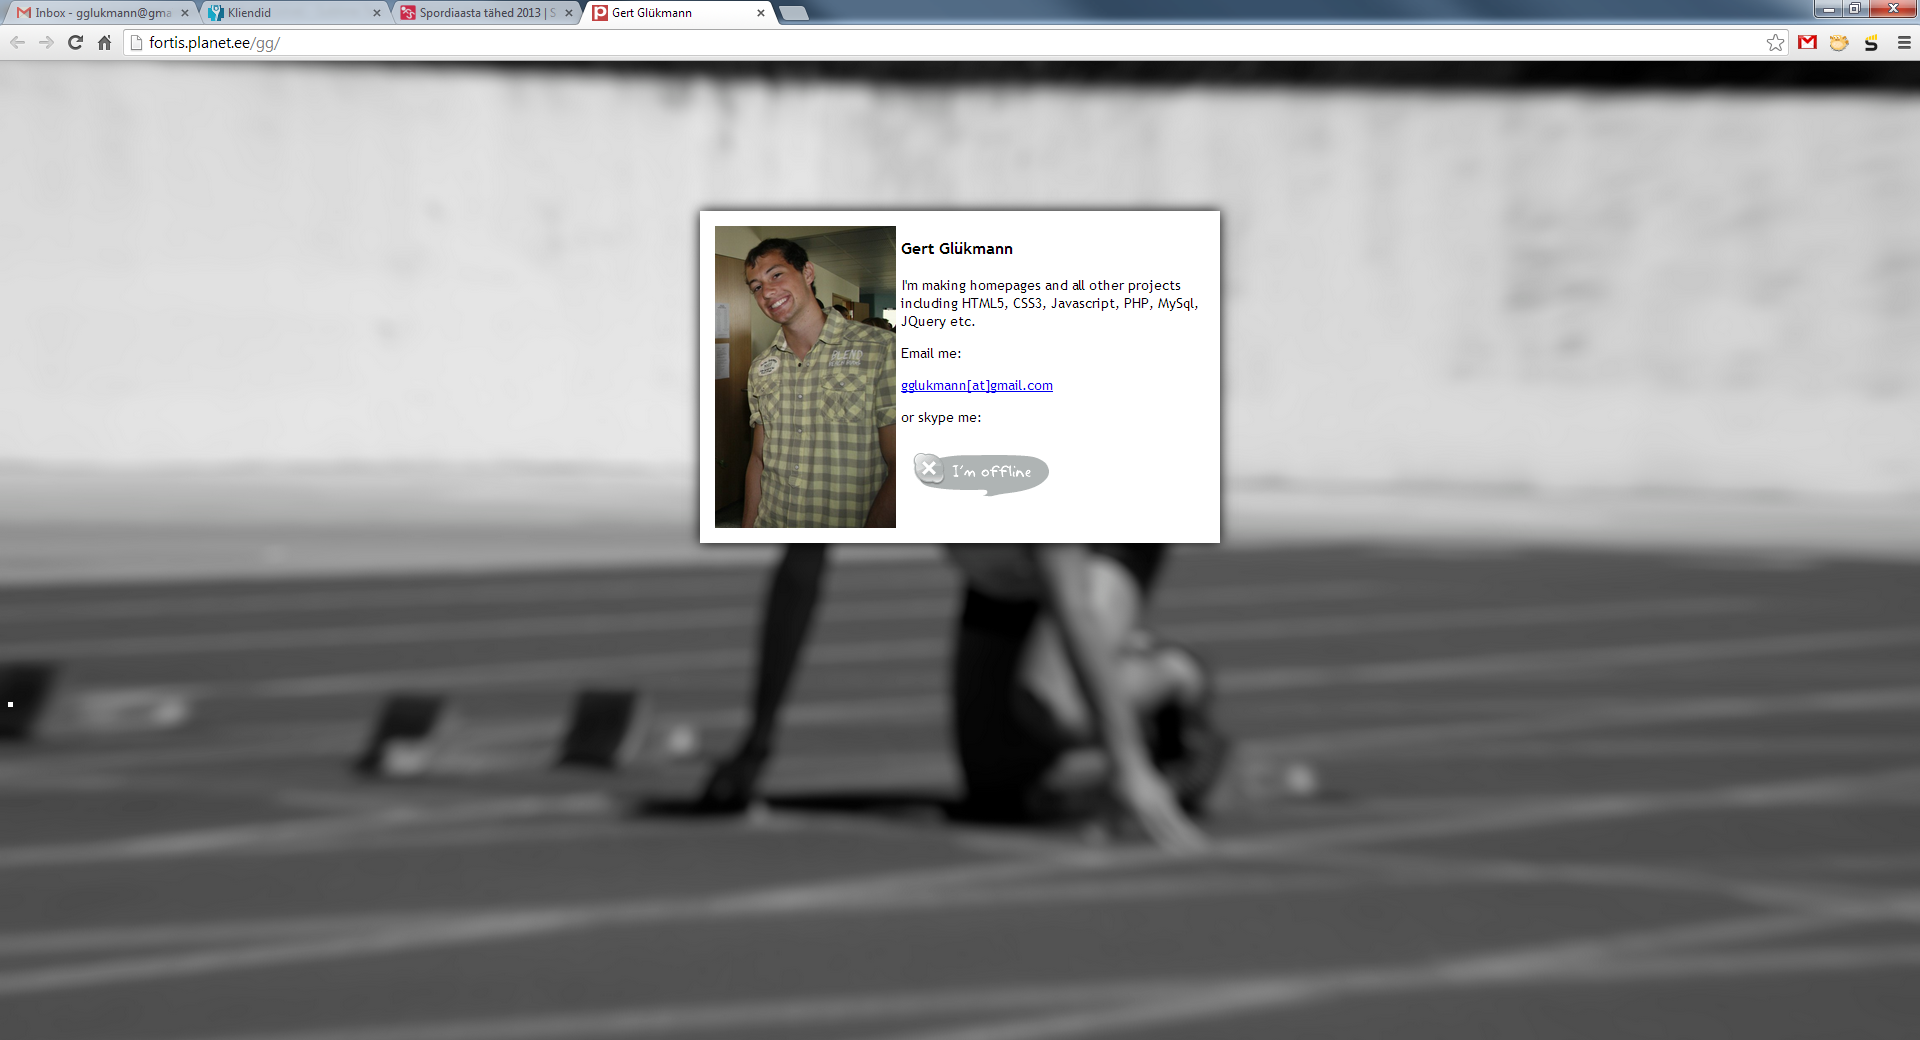 Inbox - gglukmann@gma
Kliendid
Spordiaasta tähed 2013 | S
Gert Glükmann
fortis.planet.ee/gg/
Gert Glükmann
I'm making homepages and all other projects
including HTML5, CSS3, Javascript, PHP, MySql,
JQuery etc.
Email me:
gglukmann[at]gmail.com
or skype me:
I'm offline
BLEND